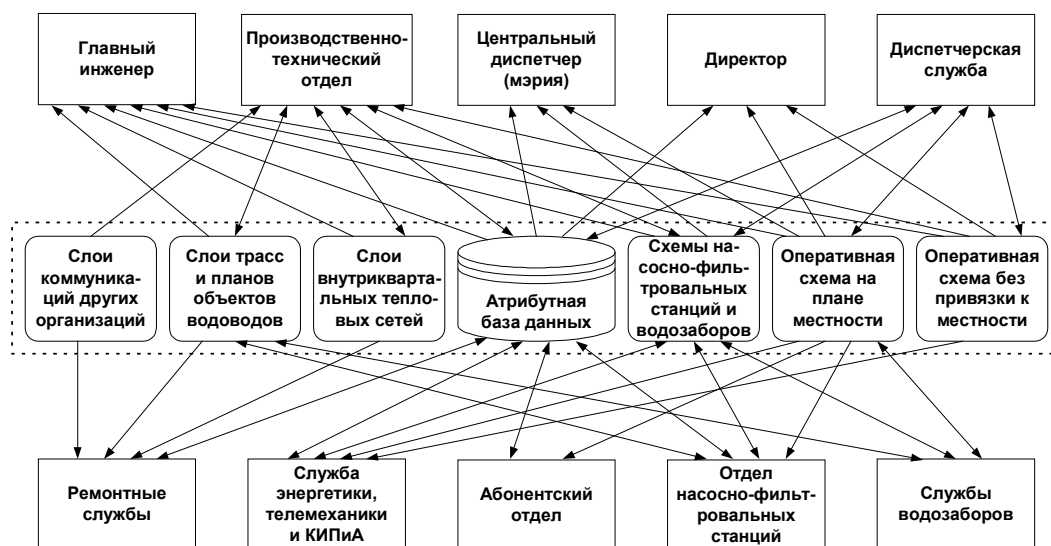 Главный
инженер
Производственно-
технический
отдел
Центральный
диспетчер
(мэрия)
Директор
Диспетчерская
служба
Слои
коммуника-
ций других
организаций
Слои трасс
и планов
объектов
водоводов
Слои
внутрикварта-
льных тепло-
вых сетей
Атрибутная
база данных
Схемы на-
сосно-филь-
тровальных
станций и
водозаборов
Оперативная
схема на
плане
местности
Оперативная
схема без
привязки к
местности
Ремонтные
службы
Служба
энергетики,
телемеханики
и КИПиА
Абонентский
отдел
Отдел
насосно-фильт-
ровальных
станций
Службы
водозаборов